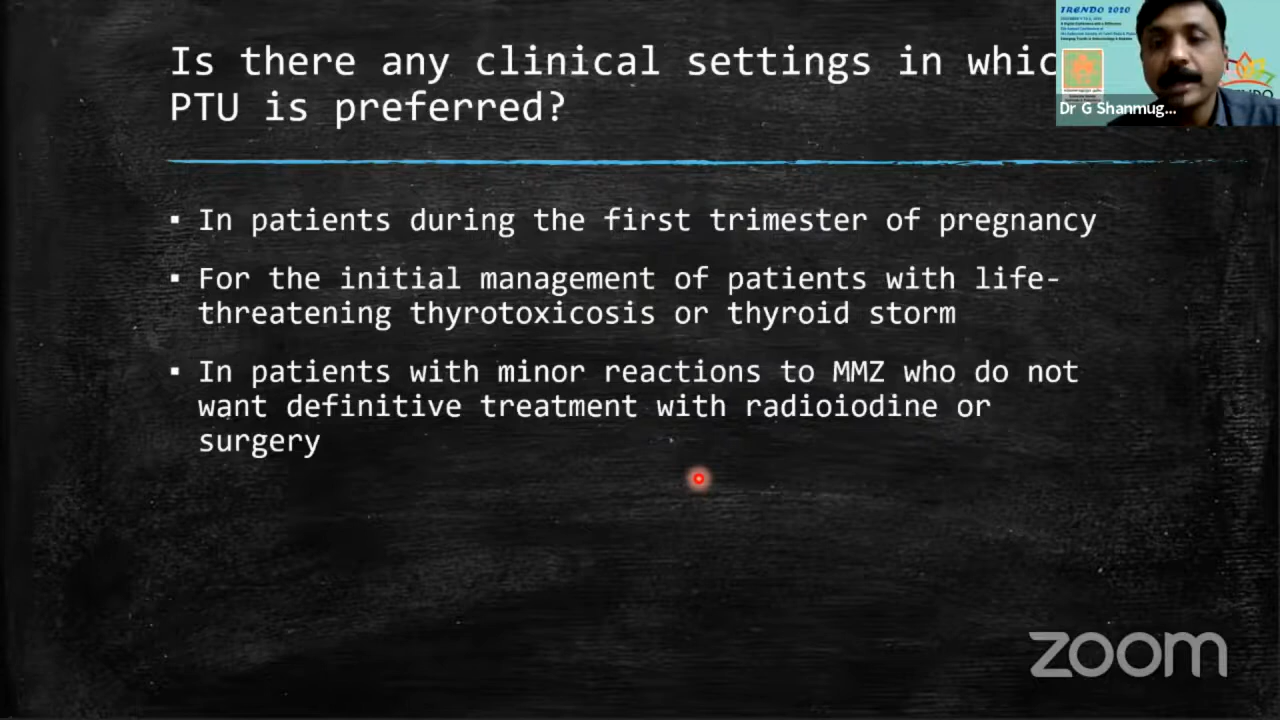 Is there any clinical settings in whic
PTU is preferred?
▪ In patients during the first trimester of pregnancy
▪ For the initial management of patients with life-
threatening thyrotoxicosis or thyroid storm
▪ In patients with minor reactions to MMZ who do not
want definitive treatment with radioiodine or
surgery
TRENDO 2020
Dr G Shanmug...
zoom